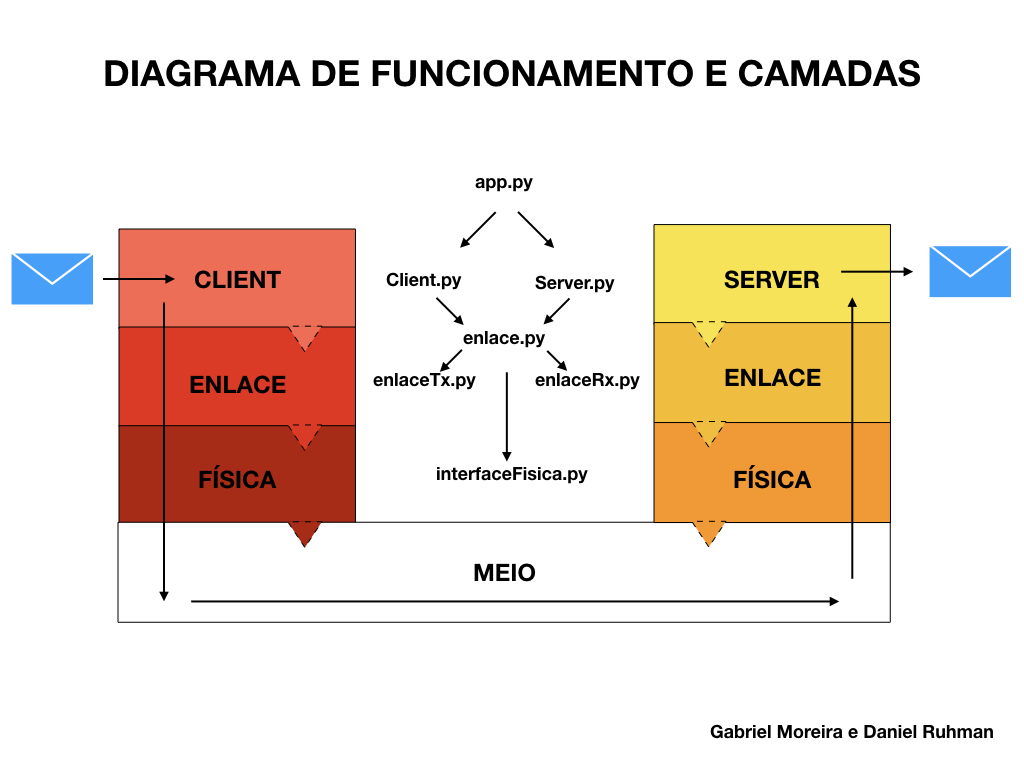 DIAGRAMA DE FUNCIONAMENTO E CAMADAS
app.py
CLIENT
Client.py
Server.py
SERVER
enlace.py
ENLACE
enlaceTx.py
enlaceRx.py
ENLACE
FÍSICA
interfaceFisica.py
FÍSICA
MEIO
Gabriel Moreira e Daniel Ruhman